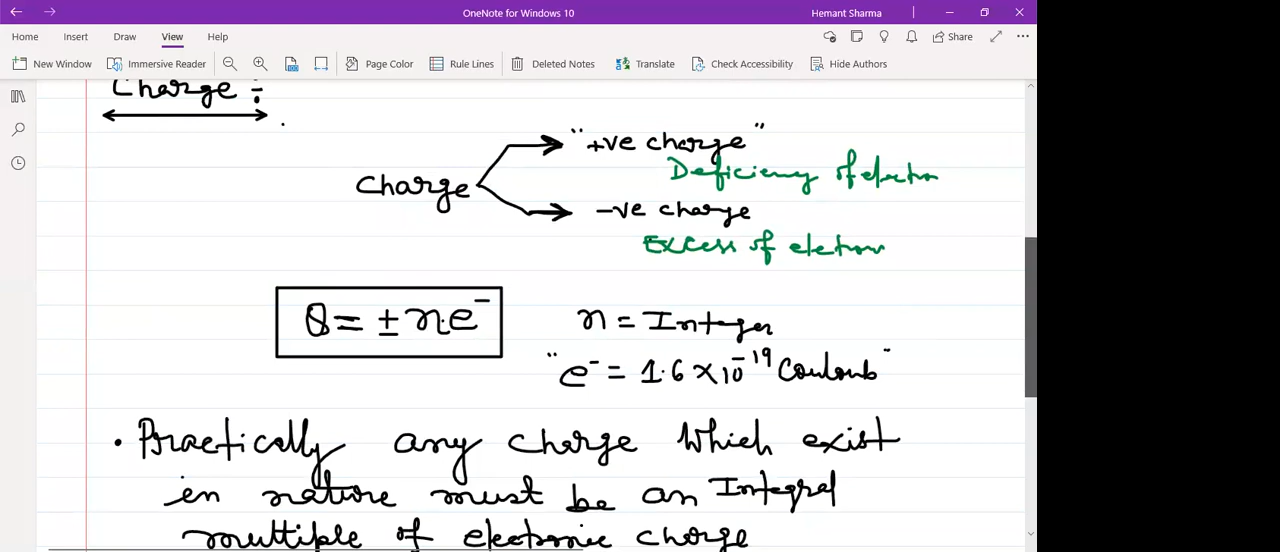 OneNote for Windows 10
Hemant Sharma
Home Insert Draw View Help
Share
New Window Immersive Reader Page Color Rule Lines Deleted Notes Translate Check Accessibility Hide Authors
Charge :-
"+ve charge"
Deficiency of electron
Charge
-ve charge
Excess of eletron
Q = ± n.e⁻
n = Integer
"e⁻ = 1.6 × 10⁻¹⁹ Coulomb"
• Practically any charge which exist
in nature must be an Integral
multiple of electronic charge